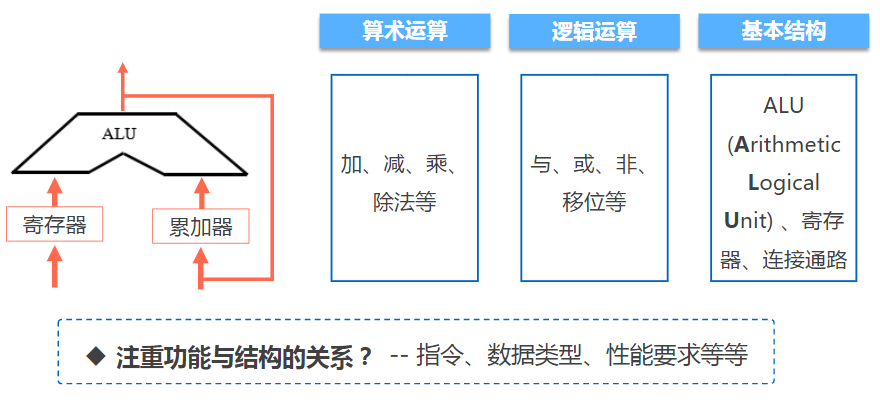 算术运算
逻辑运算
基本结构
ALU
寄存器
累加器
加、减、乘、
除法等
与、或、非、
移位等
ALU
(Arithmetic
Logical
Unit) 、寄存
器、连接通路
◆ 注重功能与结构的关系？ -- 指令、数据类型、性能要求等等